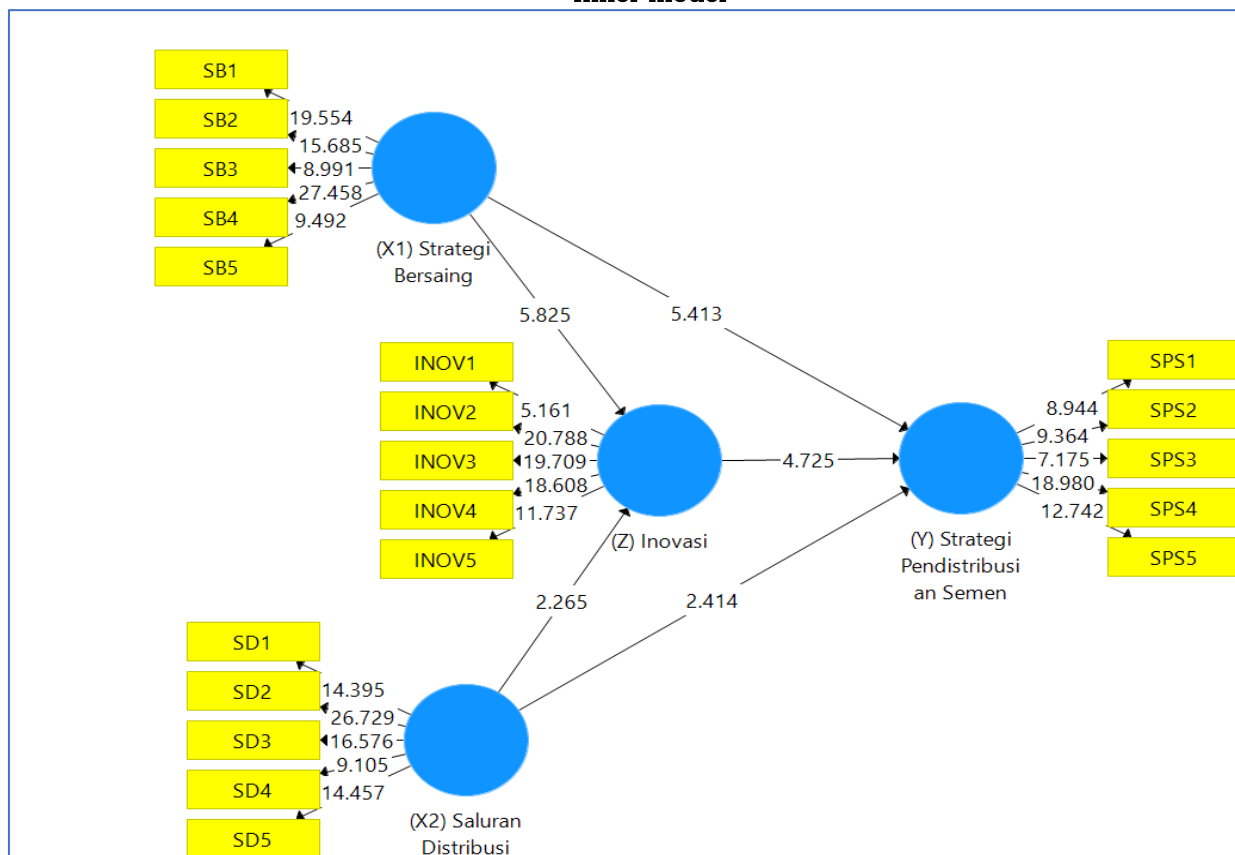 Inner model
SB1
SB2
SB3
SB4
SB5
19.554
15.685
8.991
27.458
9.492
(X1) Strategi
Bersaing
5.825
5.413
INOV1
INOV2
INOV3
INOV4
INOV5
5.161
20.788
19.709
18.608
11.737
(Z) Inovasi
4.725
SPS1
SPS2
SPS3
SPS4
SPS5
8.944
9.364
7.175
18.980
12.742
(Y) Strategi
Pendistribusi
an Semen
2.265
2.414
SD1
SD2
SD3
SD4
SD5
14.395
26.729
16.576
9.105
14.457
(X2) Saluran
Distribusi